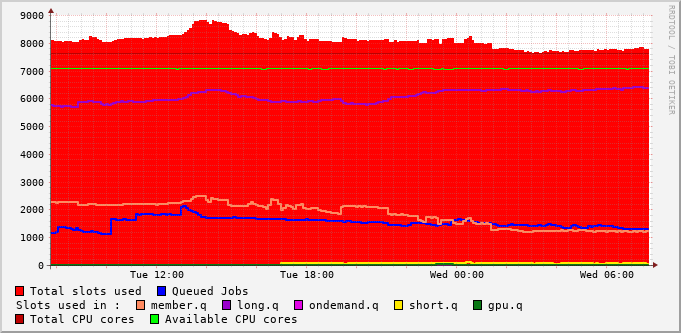 9000
8000
7000
6000
5000
4000
3000
2000
1000
0
Tue 12:00 Tue 18:00 Wed 00:00 Wed 06:00
RRDTOOL / TOBI OETIKER
Total slots used Queued Jobs
Slots used in : member.q long.q ondemand.q short.q gpu.q
Total CPU cores Available CPU cores